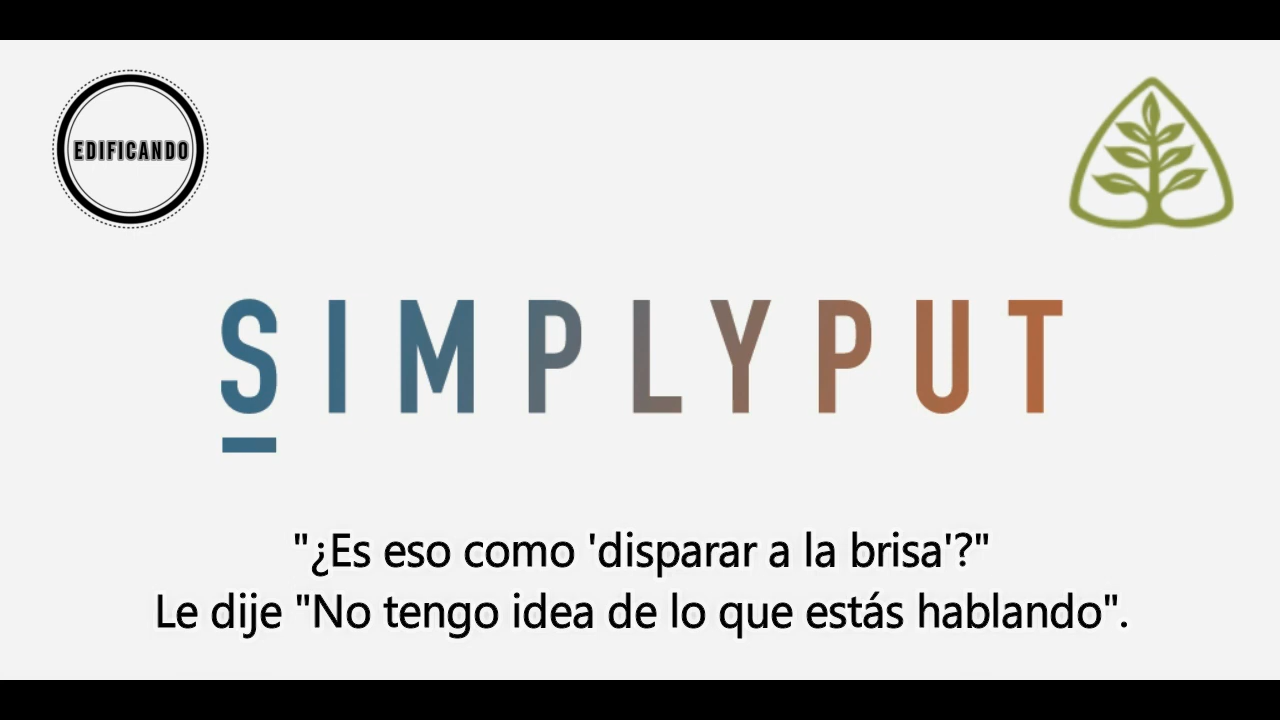 EDIFICANDO
SIMPLYPUT
"¿Es eso como 'disparar a la brisa'?"
Le dije "No tengo idea de lo que estás hablando".